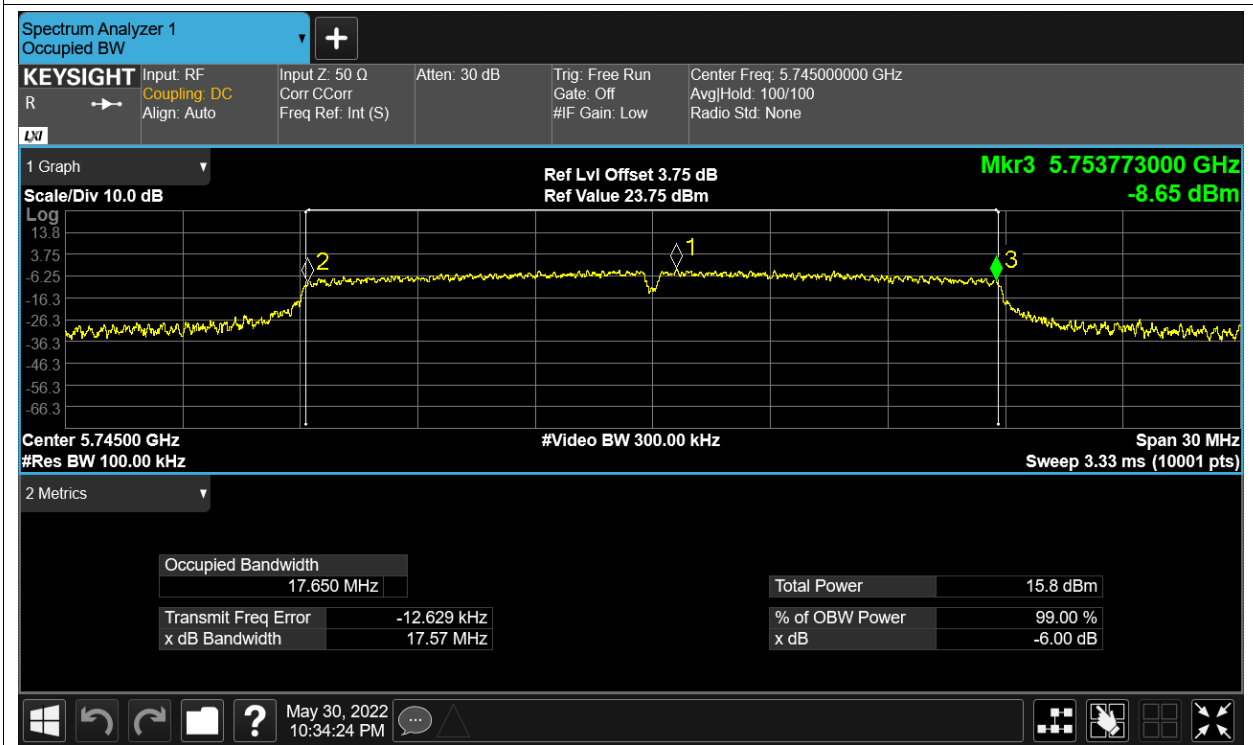 Spectrum Analyzer 1
Occupied BW
+
KEYSIGHT
R
LXI
Input: RF
Coupling: DC
Align: Auto
Input Z: 50 Ω
Corr CCorr
Freq Ref: Int (S)
Atten: 30 dB
Trig: Free Run
Gate: Off
#IF Gain: Low
Center Freq: 5.745000000 GHz
Avg|Hold: 100/100
Radio Std: None
1 Graph
Scale/Div 10.0 dB
Ref Lvl Offset 3.75 dB
Ref Value 23.75 dBm
Mkr3 5.753773000 GHz
-8.65 dBm
Log
13.8
3.75
-6.25
-16.3
-26.3
-36.3
-46.3
-56.3
-66.3
2
1
3
Center 5.74500 GHz
#Video BW 300.00 kHz
Span 30 MHz
#Res BW 100.00 kHz
Sweep 3.33 ms (10001 pts)
2 Metrics
Occupied Bandwidth
17.650 MHz
Transmit Freq Error -12.629 kHz
x dB Bandwidth 17.57 MHz
Total Power 15.8 dBm
% of OBW Power 99.00 %
x dB -6.00 dB
?
May 30, 2022
10:34:24 PM